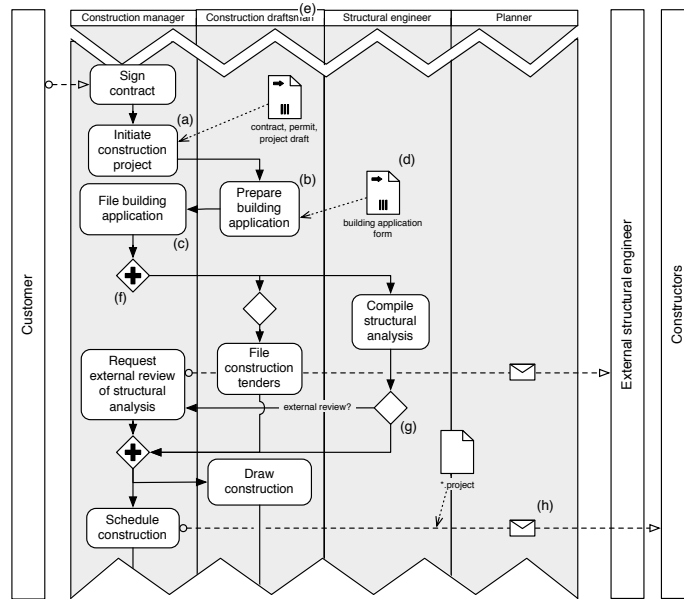 (e)
Construction manager
Construction draftsman
Structural engineer
Planner
Sign
contract
(a)
contract, permit,
project draft
Initiate
construction
project
(d)
(b)
File building
application
Prepare
building
application
building application
form
(c)
(f)
Compile
structural
analysis
Customer
External structural engineer
Constructors
Request
external review
of structural
analysis
File
construction
tenders
external review?
(g)
Draw
construction
*.project
(h)
Schedule
construction